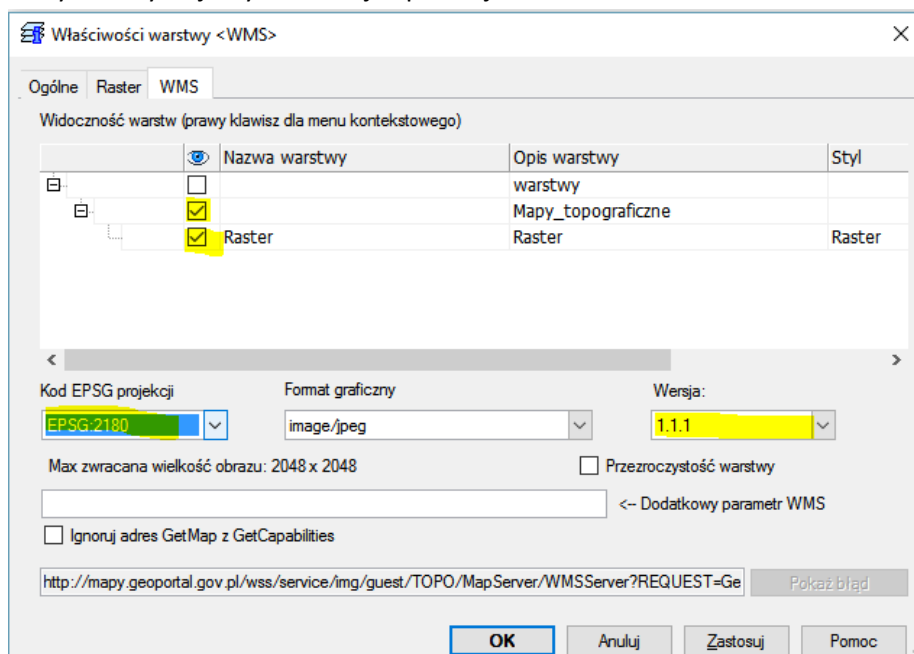 Właściwości warstwy <WMS>
Ogólne Raster WMS
Widoczność warstw (prawy klawisz dla menu kontekstowego)
Nazwa warstwy Opis warstwy Styl
warstwy
Mapy_topograficzne
Raster Raster Raster
Kod EPSG projekcji Format graficzny Wersja:
EPSG:2180 image/jpeg 1.1.1
Max zwracana wielkość obrazu: 2048 x 2048 Przezroczystość warstwy
<-- Dodatkowy parametr WMS
Ignoruj adres GetMap z GetCapabilities
http://mapy.geoportal.gov.pl/wss/service/img/guest/TOPO/MapServer/WMSServer?REQUEST=Ge Pokaż błąd
OK Anuluj Zastosuj Pomoc